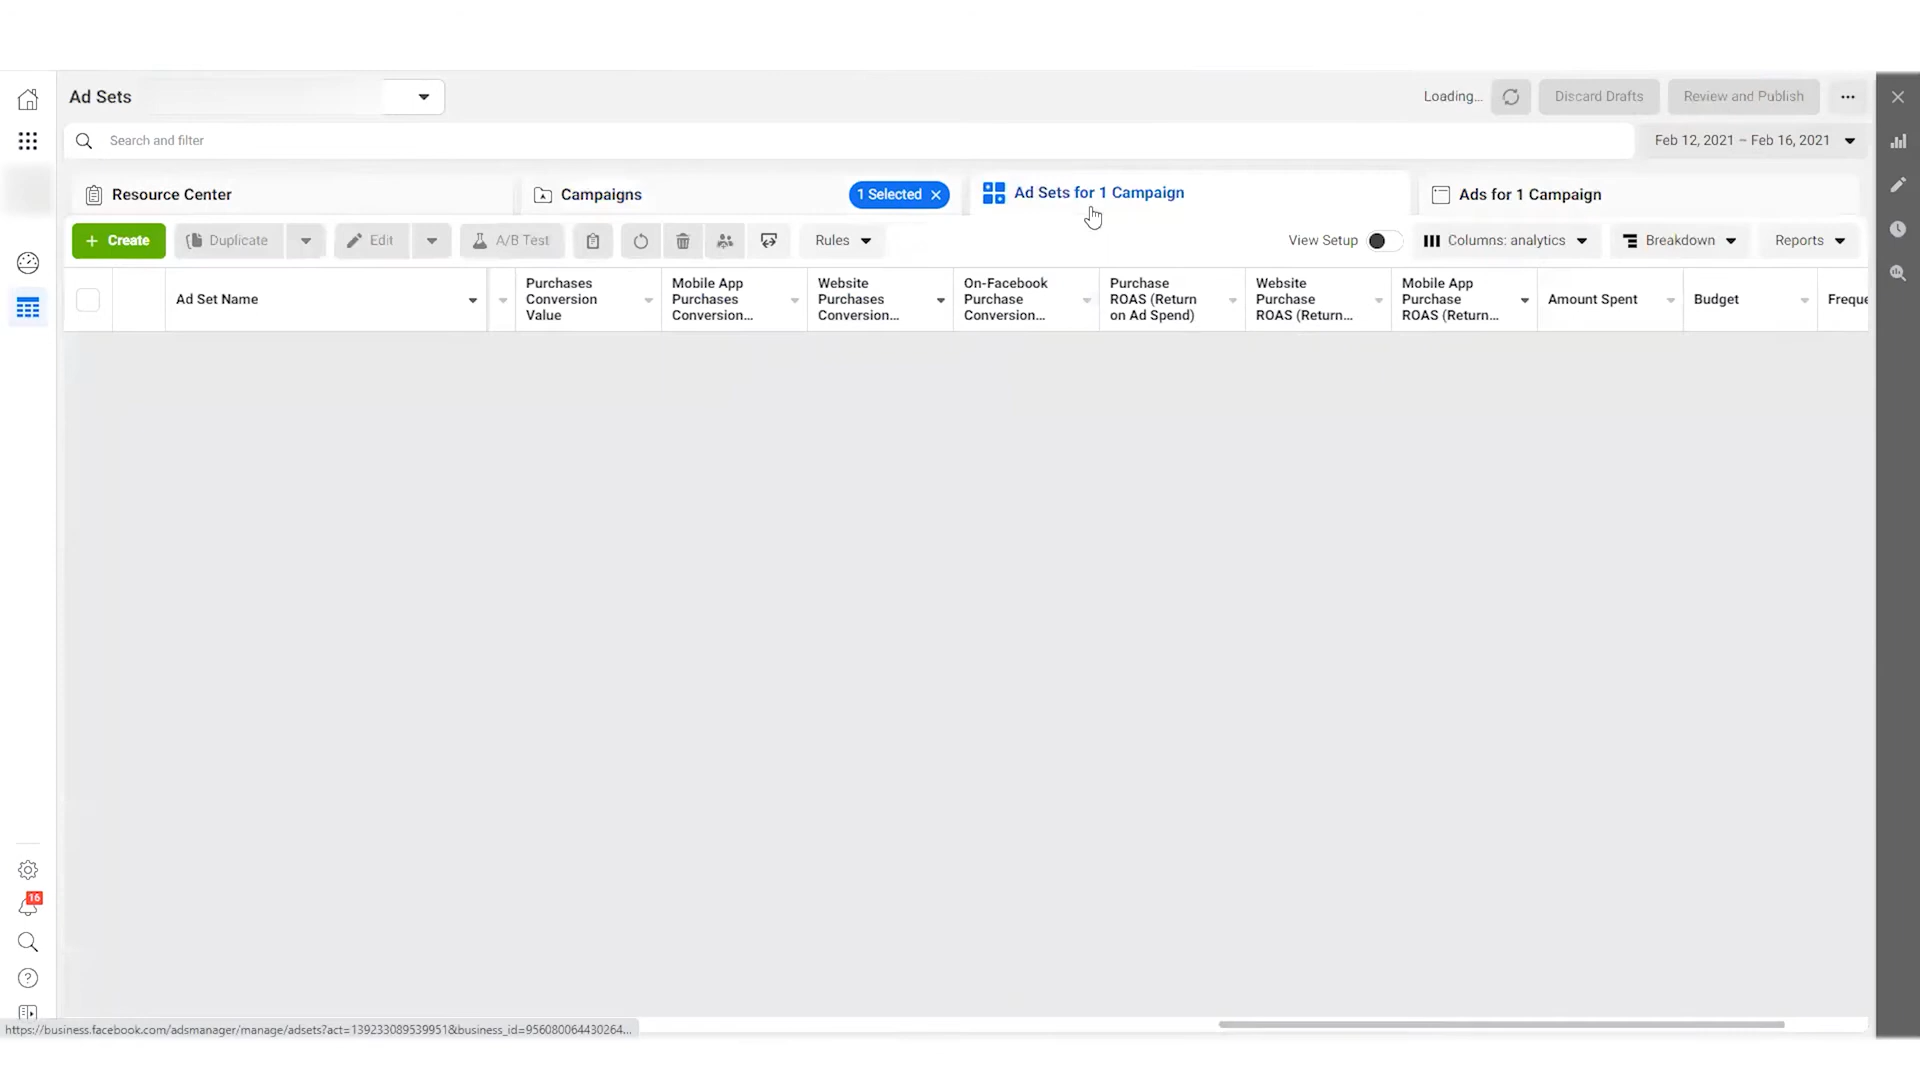 Ad Sets
Loading...
Discard Drafts
Review and Publish
Search and filter
Feb 12, 2021 – Feb 16, 2021
Resource Center
Campaigns
1 Selected
Ad Sets for 1 Campaign
Ads for 1 Campaign
+ Create
Duplicate
Edit
A/B Test
Rules
View Setup
Columns: analytics
Breakdown
Reports
Ad Set Name
Purchases
Conversion
Value
Mobile App
Purchases
Conversion...
Website
Purchases
Conversion...
On-Facebook
Purchase
Conversion...
Purchase
ROAS (Return
on Ad Spend)
Website
Purchase
ROAS (Return...
Mobile App
Purchase
ROAS (Return...
Amount Spent
Budget
Freque
16
https://business.facebook.com/adsmanager/manage/adsets?act=139233089539951&business_id=956080064430264...